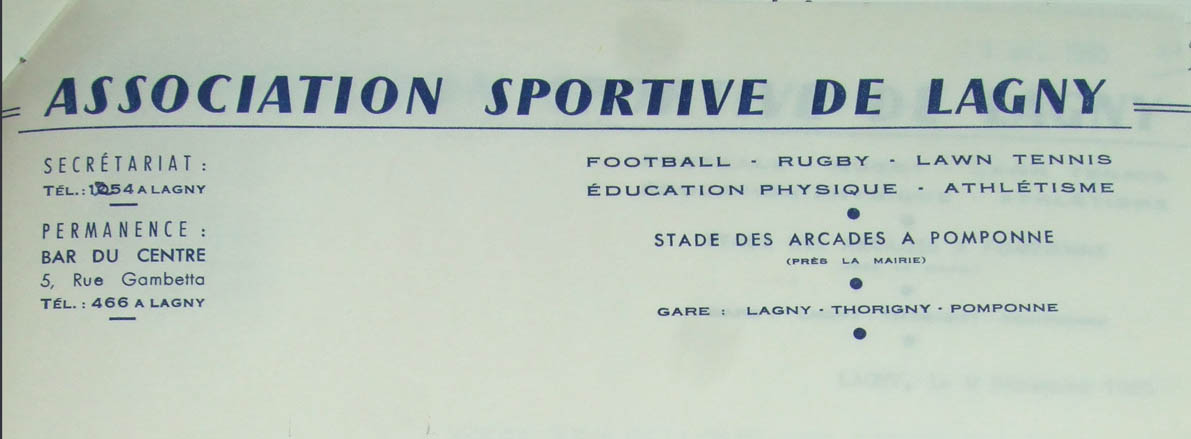 ASSOCIATION SPORTIVE DE LAGNY
SECRÉTARIAT :
TÉL.: 1054 A LAGNY
PERMANENCE :
BAR DU CENTRE
5, Rue Gambetta
TÉL. : 466 A LAGNY
FOOTBALL - RUGBY - LAWN TENNIS
ÉDUCATION PHYSIQUE - ATHLÉTISME
STADE DES ARCADES A POMPONNE
(PRÈS LA MAIRIE)
GARE : LAGNY - THORIGNY - POMPONNE